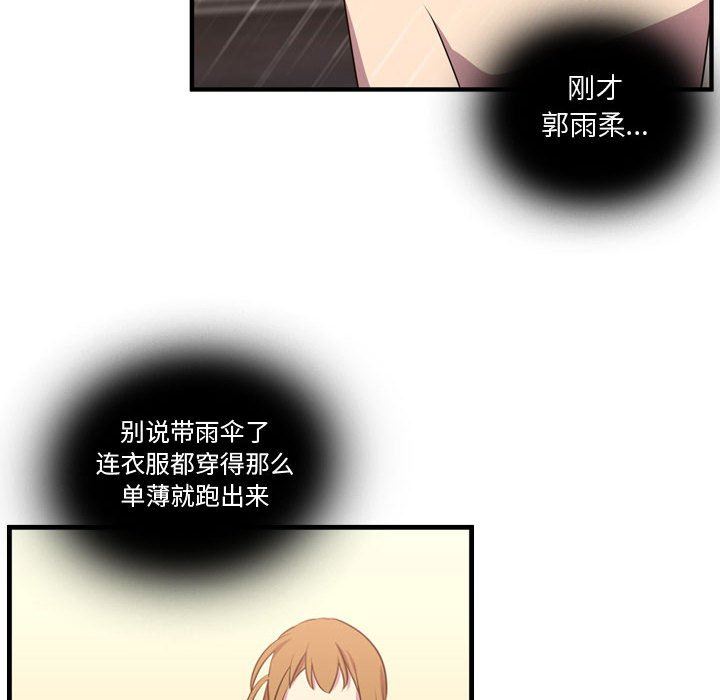 刚才
郭雨柔...
别说带雨伞了
连衣服都穿得那么
单薄就跑出来